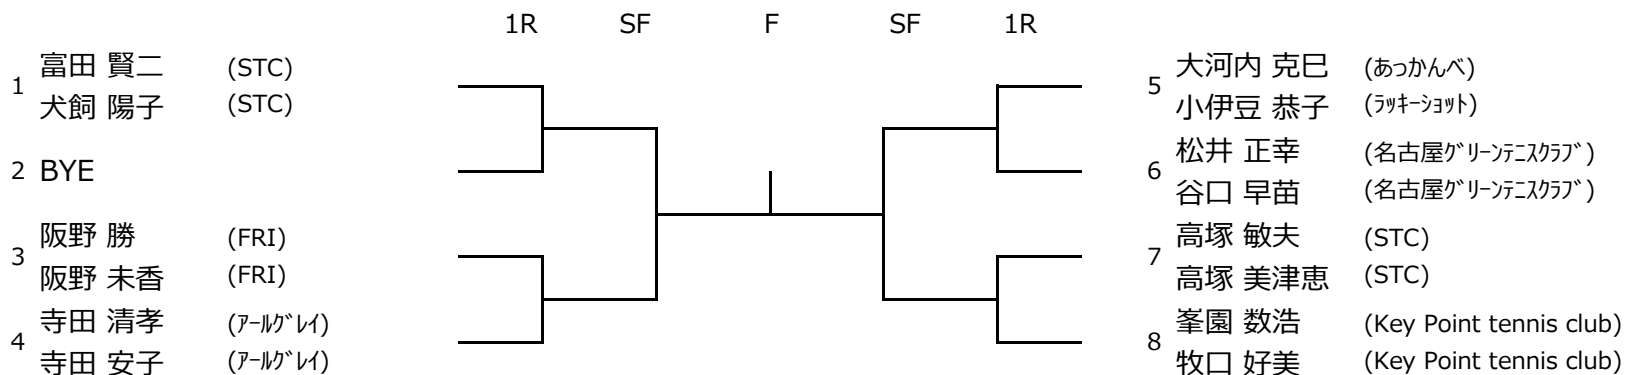 1R SF F SF 1R
1 富田 賢二 (STC)
犬飼 陽子 (STC)
2 BYE
3 阪野 勝 (FRI)
阪野 未香 (FRI)
4 寺田 清孝 (ｱｰﾙｸﾞﾚｲ)
寺田 安子 (ｱｰﾙｸﾞﾚｲ)
5 大河内 克巳 (あっかんべ)
小伊豆 恭子 (ﾗｯｷｰｼｮｯﾄ)
6 松井 正幸 (名古屋ｸﾞﾘｰﾝﾃﾆｽｸﾗﾌﾞ)
谷口 早苗 (名古屋ｸﾞﾘｰﾝﾃﾆｽｸﾗﾌﾞ)
7 高塚 敏夫 (STC)
高塚 美津恵 (STC)
8 峯園 数浩 (Key Point tennis club)
牧口 好美 (Key Point tennis club)